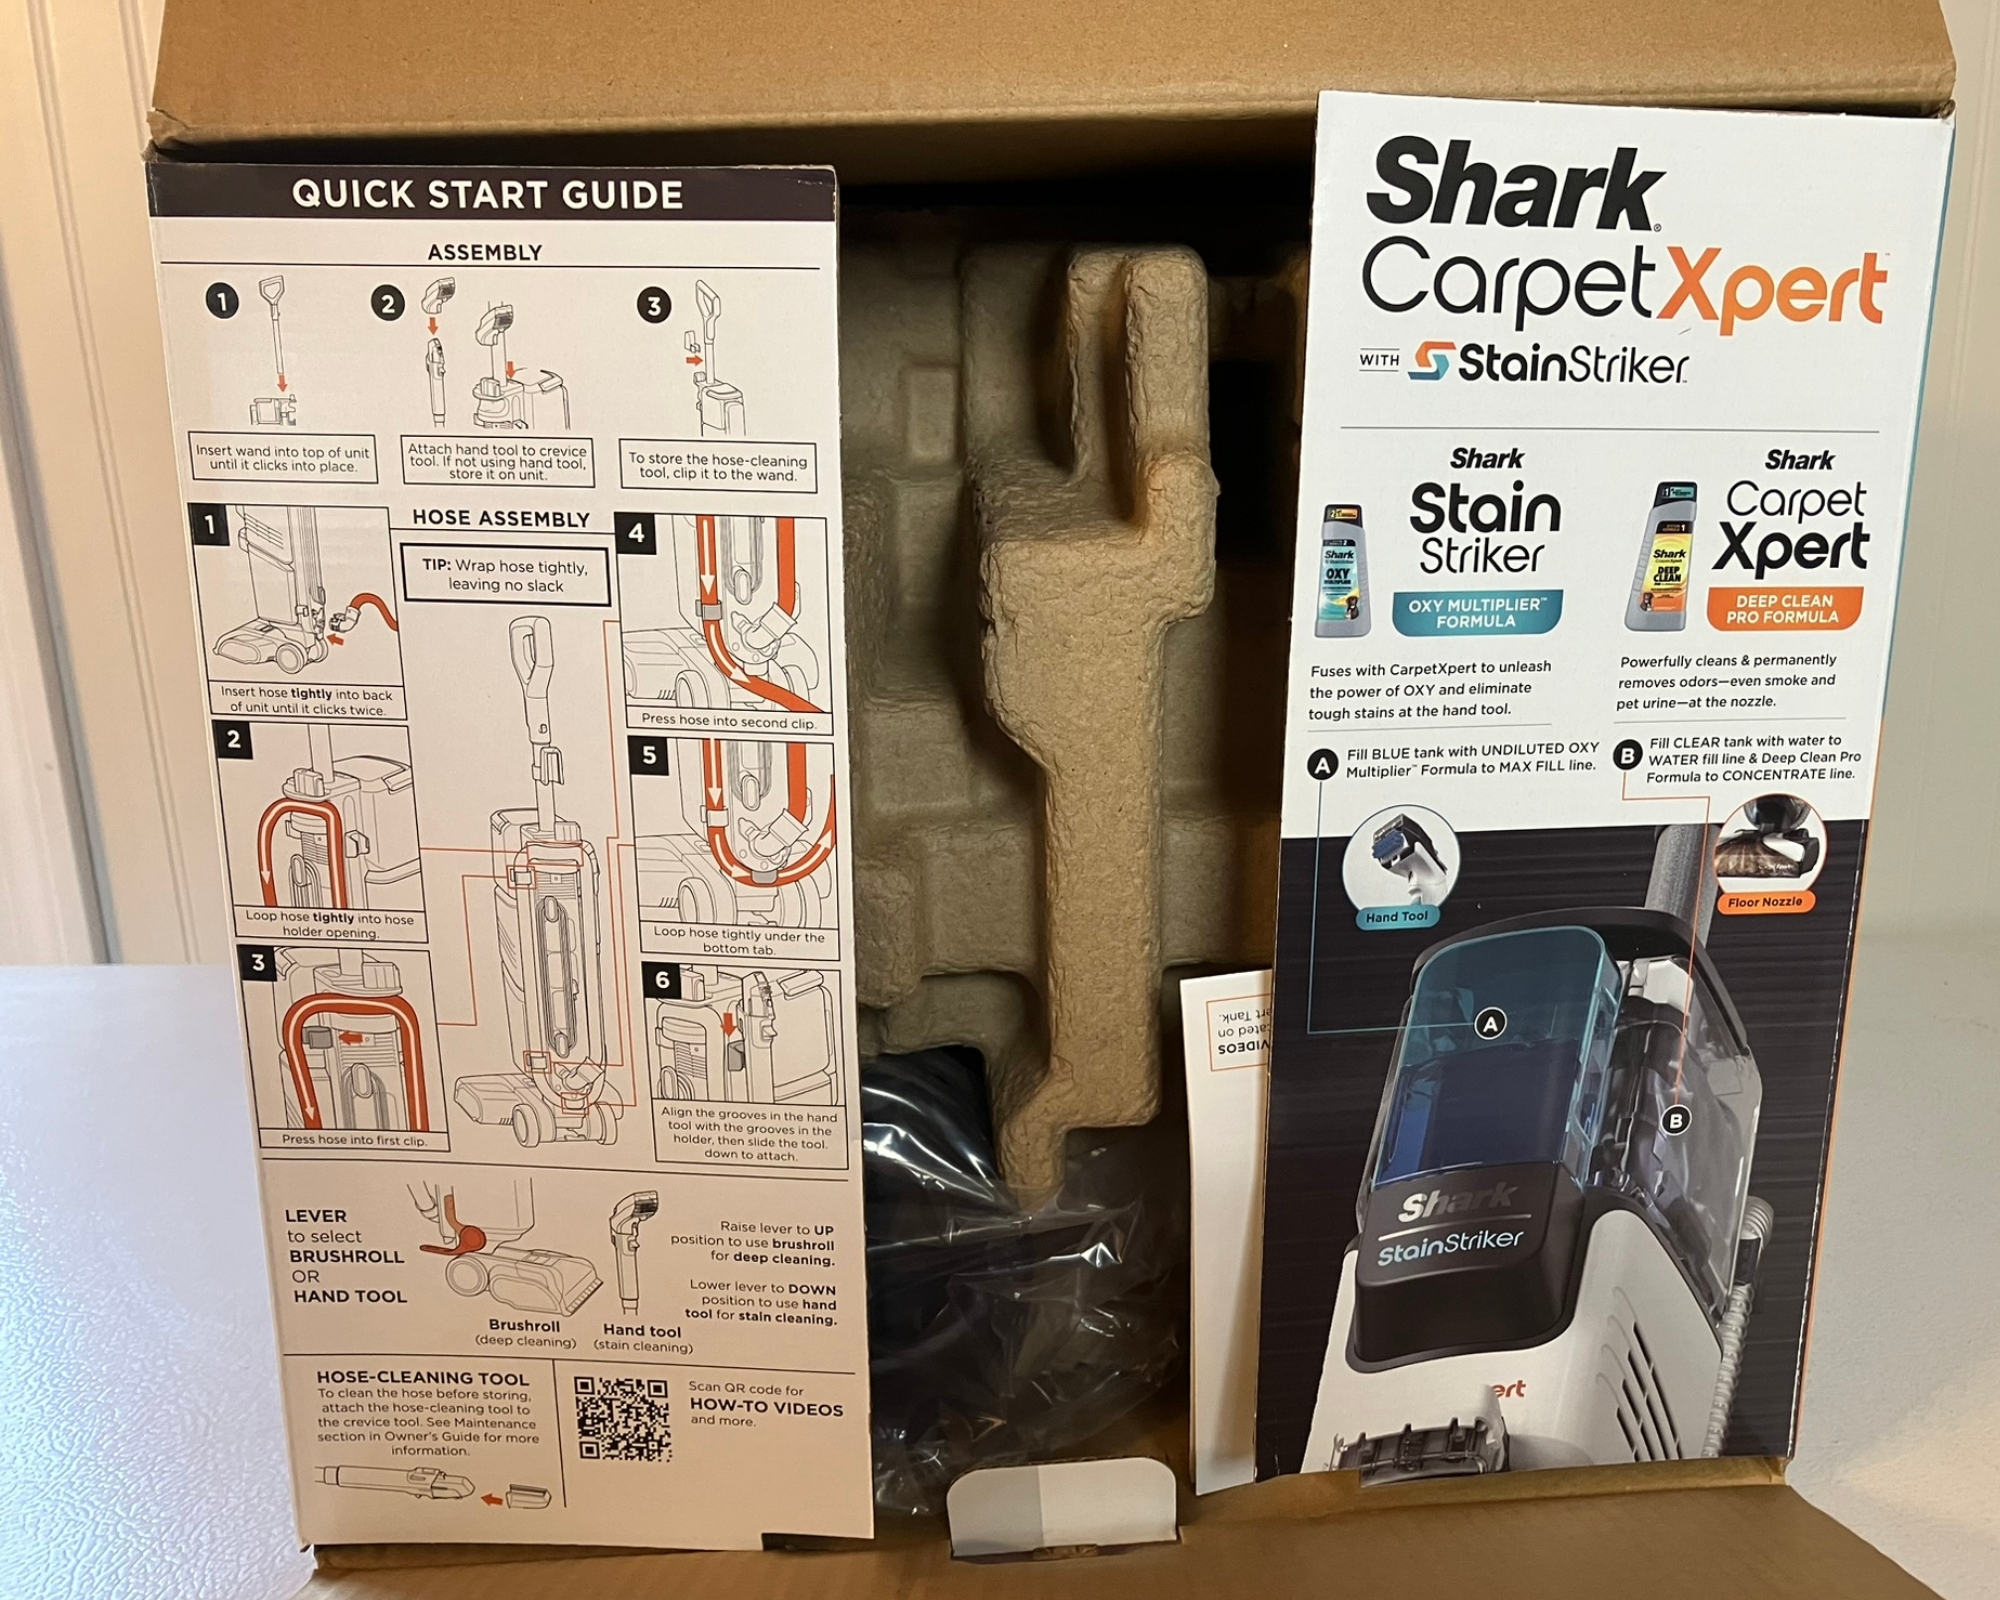 QUICK START GUIDE
ASSEMBLY
1
2
3
Insert wand into top of unit
until it clicks into place.
Attach hand tool to crevice
tool. If not using hand tool,
store it on unit.
To store the hose-cleaning
tool, clip it to the wand.
HOSE ASSEMBLY
TIP: Wrap hose tightly,
leaving no slack
1
Insert hose tightly into back
of unit until it clicks twice.
2
Loop hose tightly into hose
holder opening.
3
Press hose into first clip.
4
Press hose into second clip.
5
Loop hose tightly under the
bottom tab.
6
Align the grooves in the hand
tool with the grooves in the
holder, then slide the tool
down to attach.
LEVER
to select
BRUSHROLL
OR
HAND TOOL
Brushroll
(deep cleaning)
Hand tool
(stain cleaning)
Raise lever to UP
position to use brushroll
for deep cleaning.
Lower lever to DOWN
position to use hand
tool for stain cleaning.
HOSE-CLEANING TOOL
To clean the hose before storing,
attach the hose-cleaning tool to
the crevice tool. See Maintenance
section in Owner's Guide for more
information.
Scan QR code for
HOW-TO VIDEOS
and more.
VIDEOS
on
Tank.
Shark®
CarpetXpert™
WITH StainStriker™
Shark
Stain
Striker
OXY MULTIPLIER™
FORMULA
Shark
OXY
Fuses with CarpetXpert to unleash
the power of OXY and eliminate
tough stains at the hand tool.
A
Fill BLUE tank with UNDILUTED OXY
Multiplier™ Formula to MAX FILL line.
Hand Tool
Shark
Carpet
Xpert
DEEP CLEAN
PRO FORMULA
Shark
DEEP
CLEAN
Powerfully cleans & permanently
removes odors—even smoke and
pet urine—at the nozzle.
B
Fill CLEAR tank with water to
WATER fill line & Deep Clean Pro
Formula to CONCENTRATE line.
Floor Nozzle
A
B
Shark
StainStriker
ert